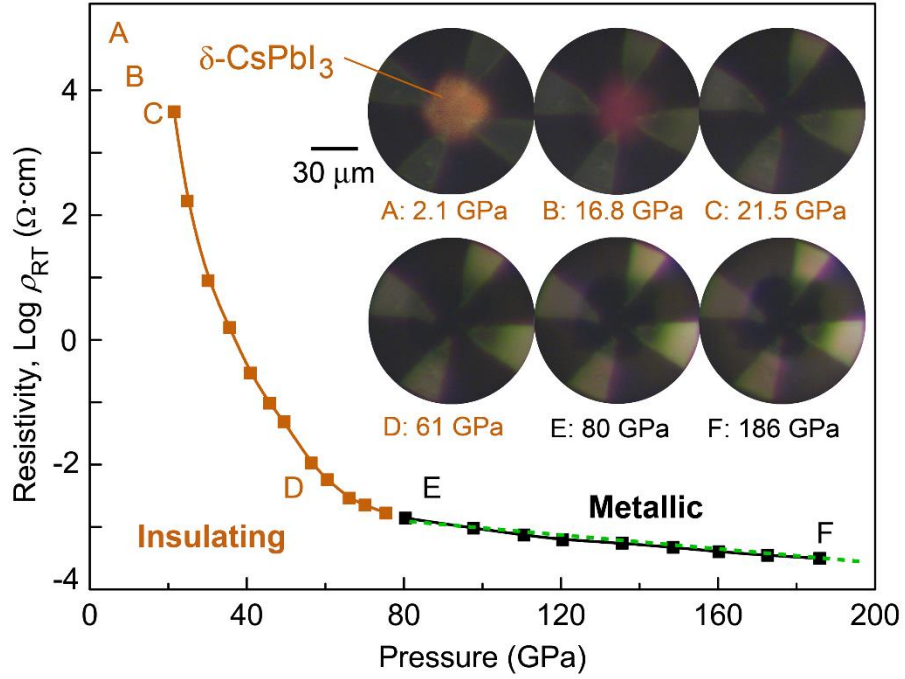 A
B
C
δ-CsPbI3
30 μm
A: 2.1 GPa
B: 16.8 GPa
C: 21.5 GPa
D: 61 GPa
E: 80 GPa
F: 186 GPa
D
E
F
Insulating
Metallic
4
2
0
-2
-4
Resistivity, Log ρRT (Ω·cm)
0 40 80 120 160 200
Pressure (GPa)